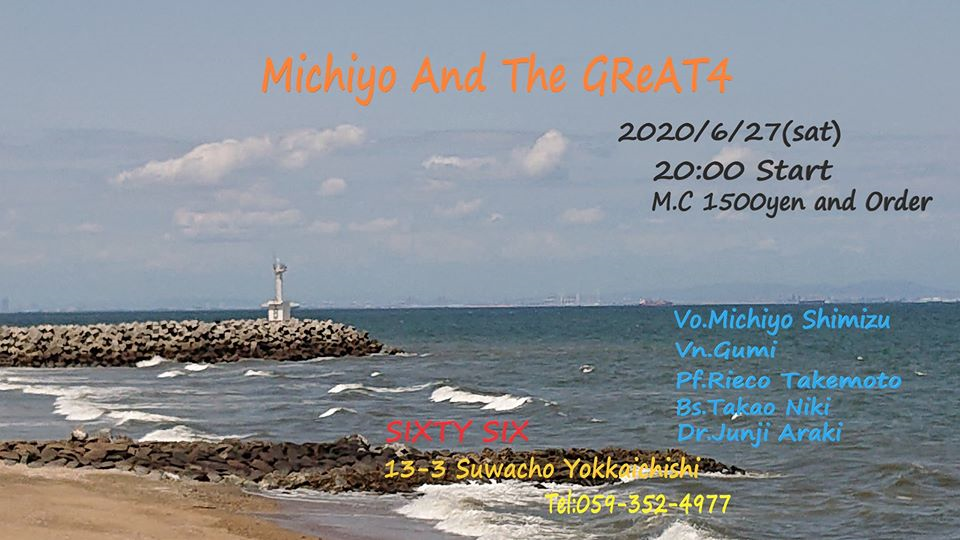 Michiyo And The GReAT4
2020/6/27(sat)
20:00 Start
M.C 1500yen and Order
Vo.Michiyo Shimizu
Vn.Gumi
Pf.Rieco Takemoto
Bs.Takao Niki
Dr.Junji Araki
SIXTY SIX
13-3 Suwacho Yokkaichishi
Tel:059-352-4977